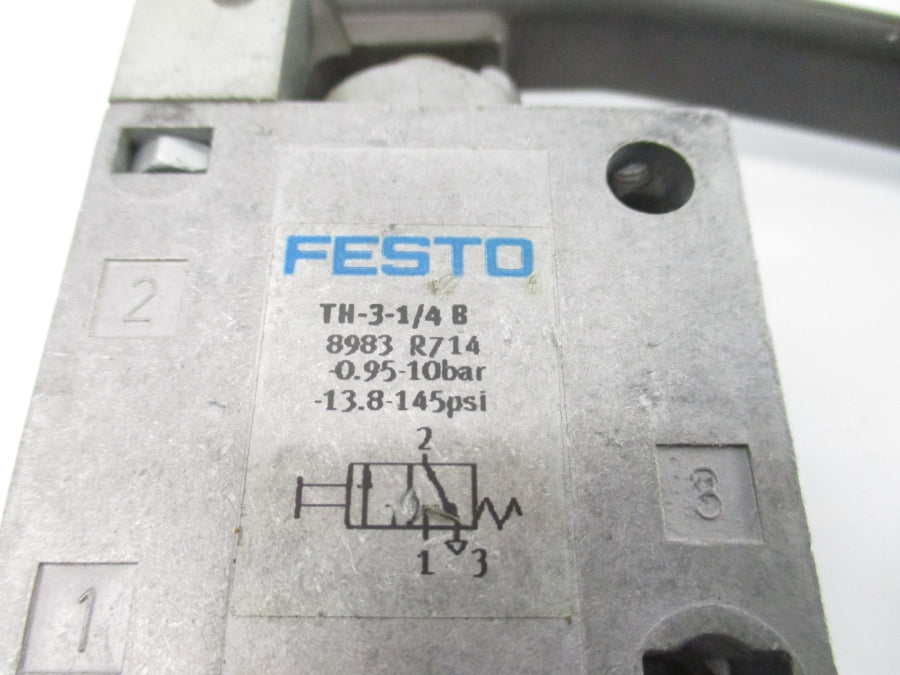 FESTO
TH-3-1/4 B
8983 R714
-0.95-10bar
-13.8-145psi
2
1 3
2
3
1